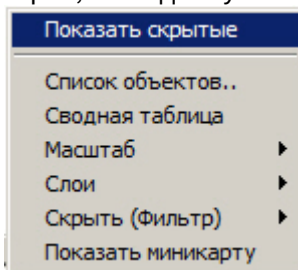 Показать скрытые
Список объектов..
Сводная таблица
Масштаб
Слои
Скрыть (Фильтр)
Показать миникарту